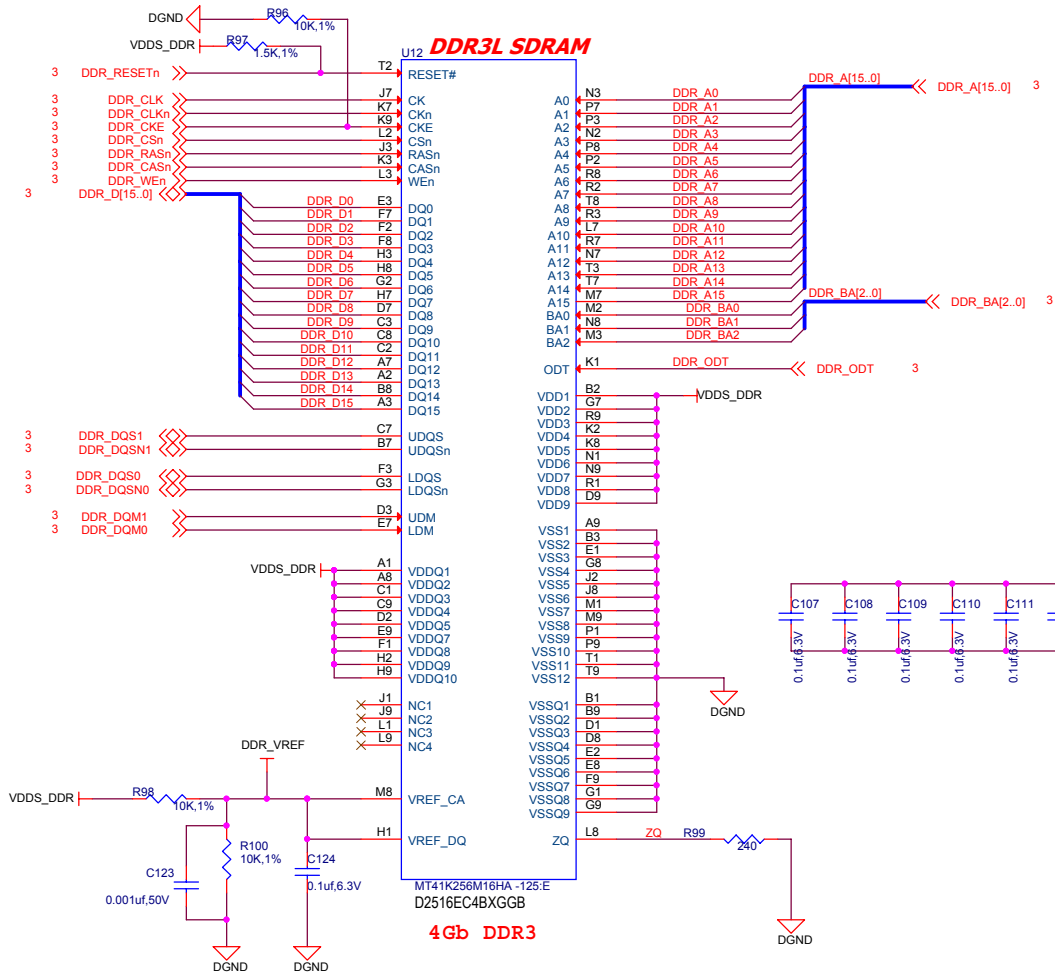 DGND
R96
10K,1%
VDDS_DDR
R97
1.5K,1%
U12
DDR3L SDRAM
3 DDR_RESETn T2 RESET#
3 DDR_CLK J7 CK
3 DDR_CLKn K7 CKn
3 DDR_CKE K9 CKE
3 DDR_CSn L2 CSn
3 DDR_RASn J3 RASn
3 DDR_CASn K3 CASn
3 DDR_WEn L3 WEn
3 DDR_D[15..0]
DDR_D0 E3 DQ0
DDR_D1 F7 DQ1
DDR_D2 F2 DQ2
DDR_D3 F8 DQ3
DDR_D4 H3 DQ4
DDR_D5 H8 DQ5
DDR_D6 G2 DQ6
DDR_D7 H7 DQ7
DDR_D8 D7 DQ8
DDR_D9 C3 DQ9
DDR_D10 C8 DQ10
DDR_D11 C2 DQ11
DDR_D12 A7 DQ12
DDR_D13 A2 DQ13
DDR_D14 B8 DQ14
DDR_D15 A3 DQ15
3 DDR_DQS1 C7 UDQS
3 DDR_DQSN1 B7 UDQSn
3 DDR_DQS0 F3 LDQS
3 DDR_DQSN0 G3 LDQSn
3 DDR_DQM1 D3 UDM
3 DDR_DQM0 E7 LDM
VDDS_DDR
A1 VDDQ1
A8 VDDQ2
C1 VDDQ3
C9 VDDQ4
D2 VDDQ5
E9 VDDQ7
F1 VDDQ8
H2 VDDQ9
H9 VDDQ10
J1 NC1
J9 NC2
L1 NC3
L9 NC4
DDR_VREF
VDDS_DDR
R98
10K,1%
M8 VREF_CA
H1 VREF_DQ
R100
10K,1%
C123
0.001uf,50V
C124
0.1uf,6.3V
DGND
DGND
A0 N3 DDR_A0
A1 P7 DDR_A1
A2 P3 DDR_A2
A3 N2 DDR_A3
A4 P8 DDR_A4
A5 P2 DDR_A5
A6 R8 DDR_A6
A7 R2 DDR_A7
A8 T8 DDR_A8
A9 R3 DDR_A9
A10 L7 DDR_A10
A11 R7 DDR_A11
A12 N7 DDR_A12
A13 T3 DDR_A13
A14 T7 DDR_A14
A15 M7 DDR_A15
BA0 M2 DDR_BA0
BA1 N8 DDR_BA1
BA2 M3 DDR_BA2
DDR_A[15..0]
DDR_A[15..0] 3
DDR_BA[2..0]
DDR_BA[2..0] 3
ODT K1 DDR_ODT
DDR_ODT 3
VDD1 B2
VDDS_DDR
VDD2 G7
VDD3 R9
VDD4 K2
VDD5 K8
VDD6 N1
VDD7 N9
VDD8 R1
VDD9 D9
VSS1 A9
VSS2 B3
VSS3 E1
VSS4 G8
VSS5 J2
VSS6 J8
VSS7 M1
VSS8 M9
VSS9 P1
VSS10 P9
VSS11 T1
VSS12 T9
DGND
VSSQ1 B1
VSSQ2 B9
VSSQ3 D1
VSSQ4 D8
VSSQ5 E2
VSSQ6 E8
VSSQ7 F9
VSSQ8 G1
VSSQ9 G9
ZQ L8 ZQ
R99
240
DGND
C107
0.1uf,6.3V
C108
0.1uf,6.3V
C109
0.1uf,6.3V
C110
0.1uf,6.3V
C111
0.1uf,6.3V
MT41K256M16HA -125:E
D2516EC4BXGGB
4Gb DDR3